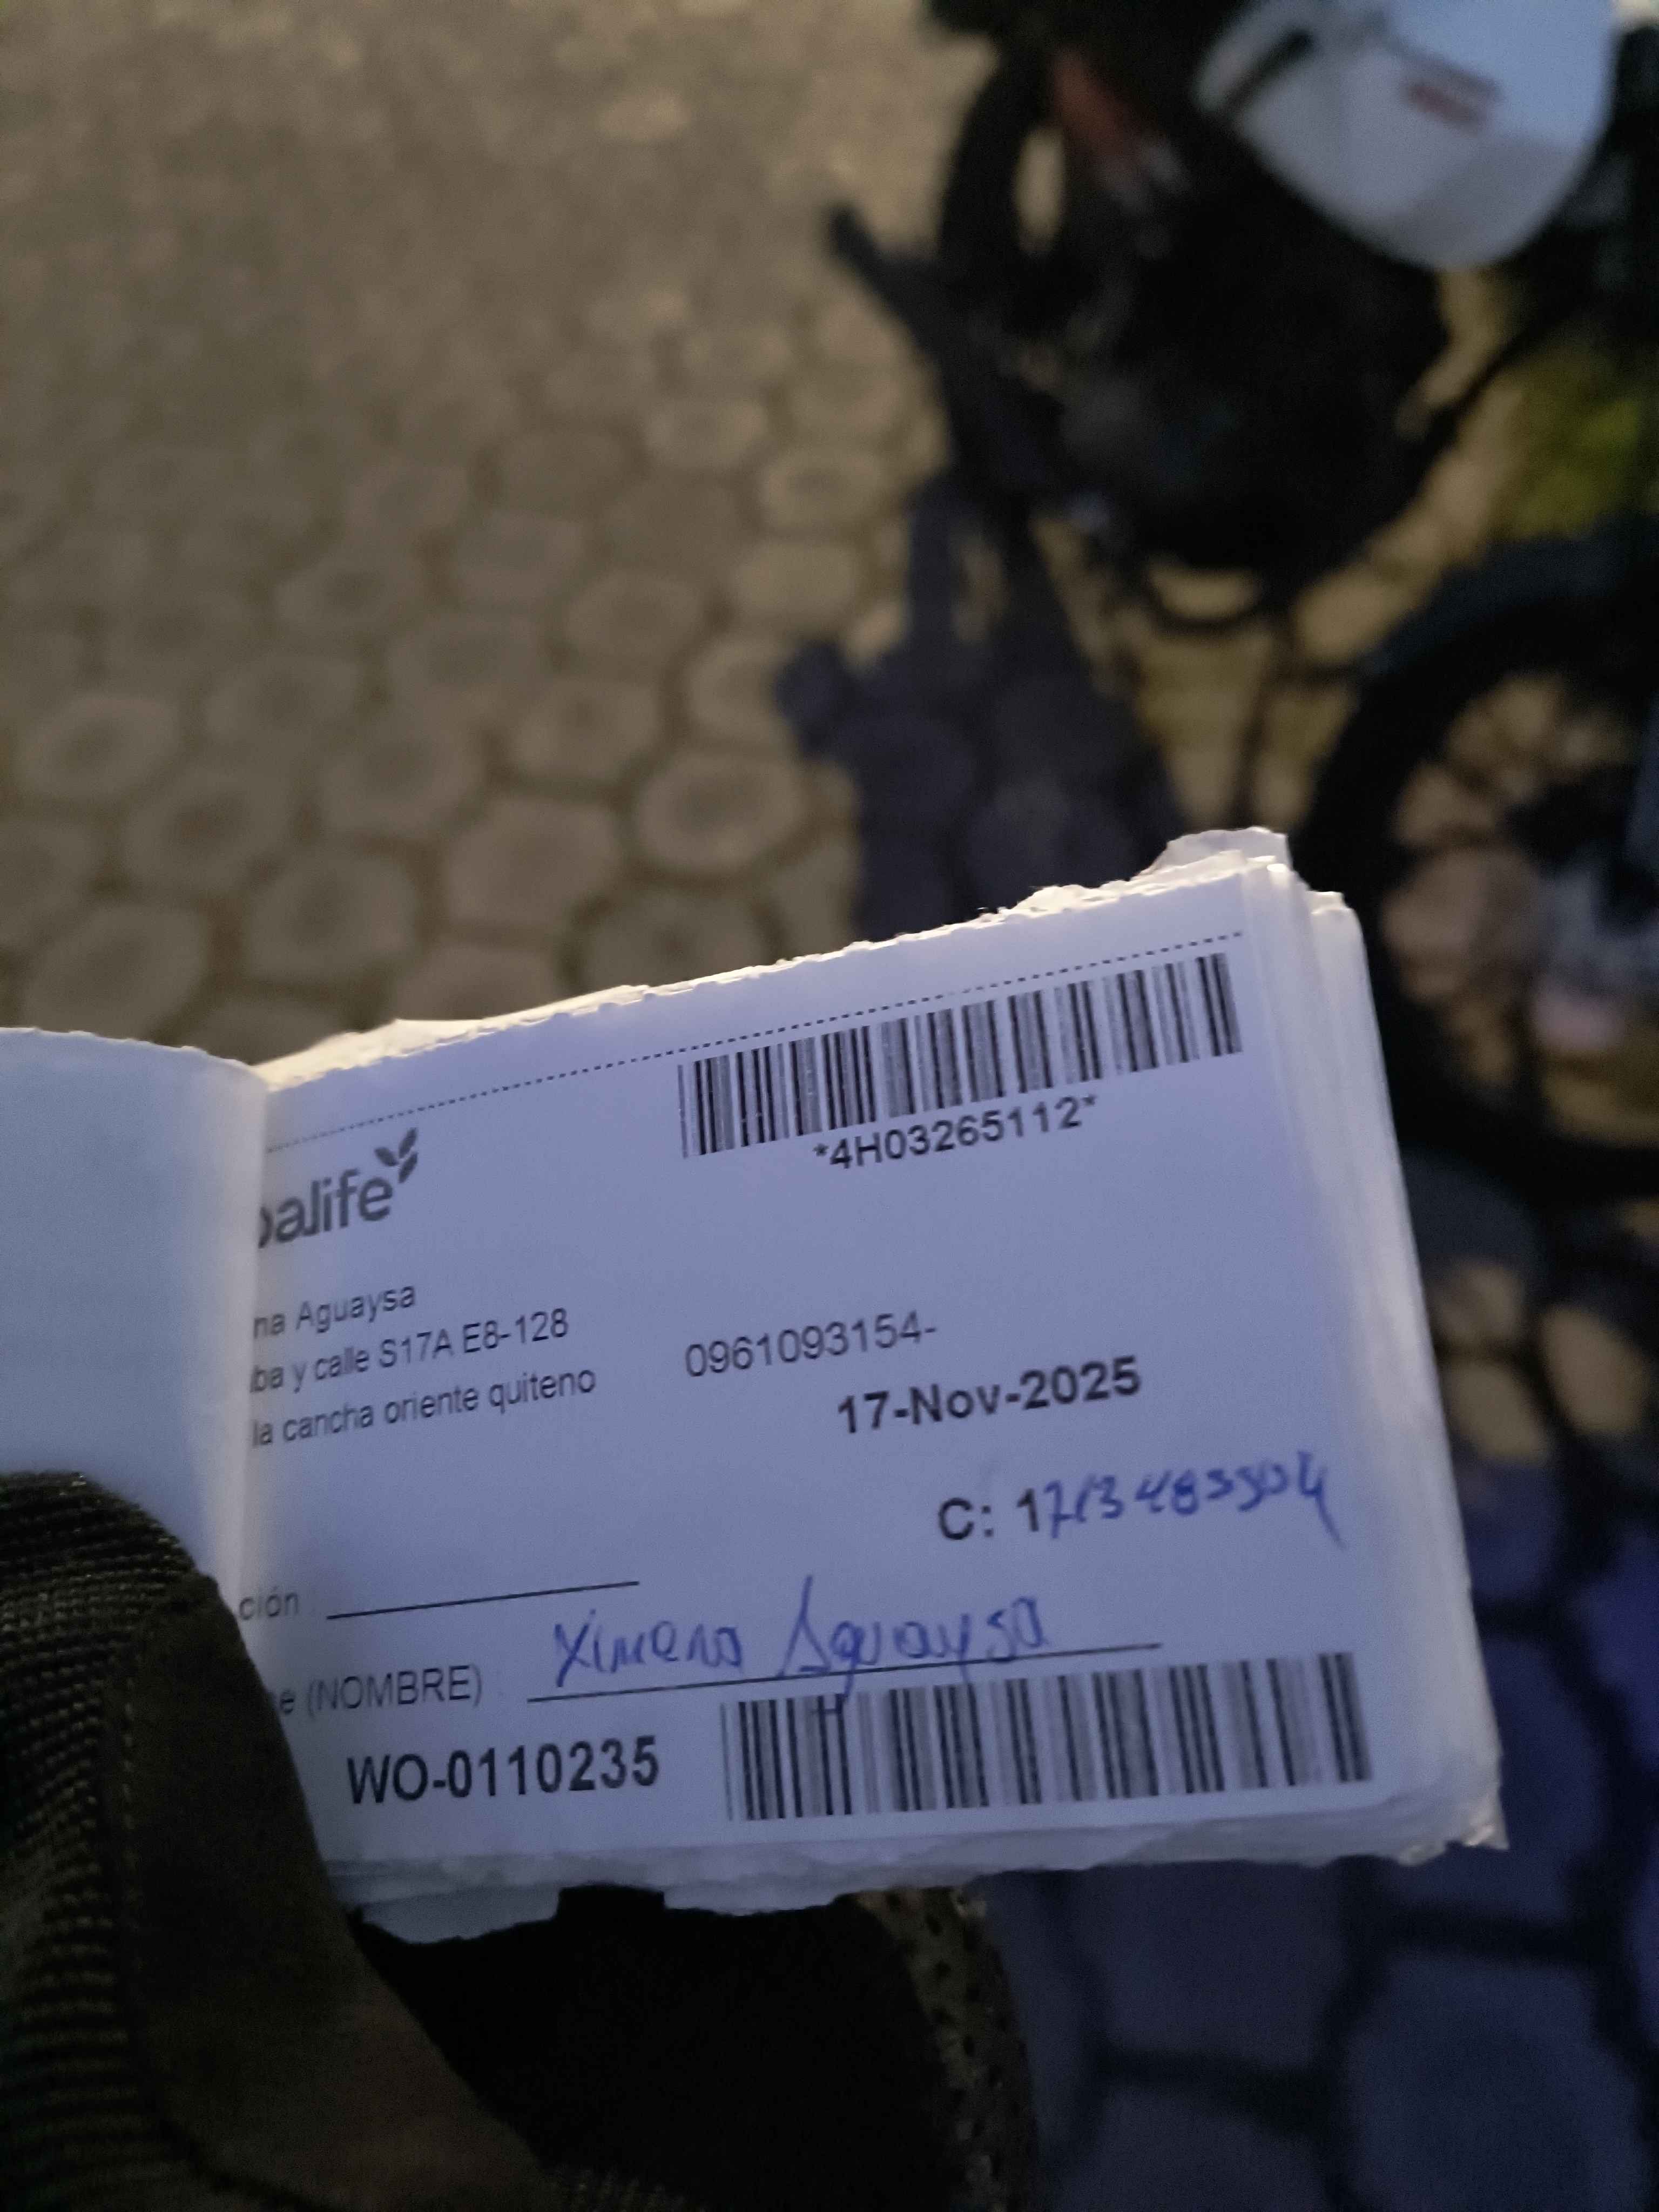 *4H03265112*
balife
na Aguaysa
ba y calle S17A E8-128
0961093154-
la cancha oriente quiteno
17-Nov-2025
C: 1713483504
ción
e (NOMBRE) : Ximena Aguaysa
WO-0110235